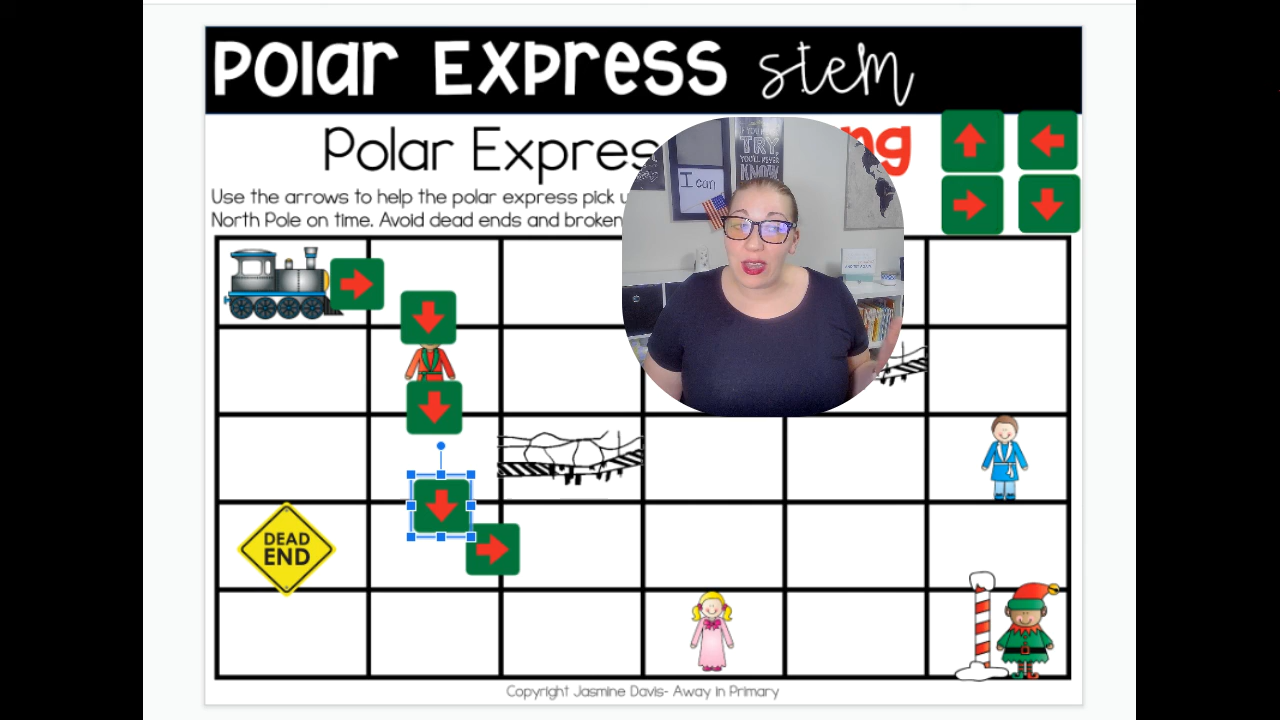 Polar Express stem
Polar Expres
Use the arrows to help the polar express pick
North Pole on time. Avoid dead ends and broken
TRY,
YOU'LL NEVER
KNOW
I can
DEAD
END
Copyright Jasmine Davis- Away in Primary